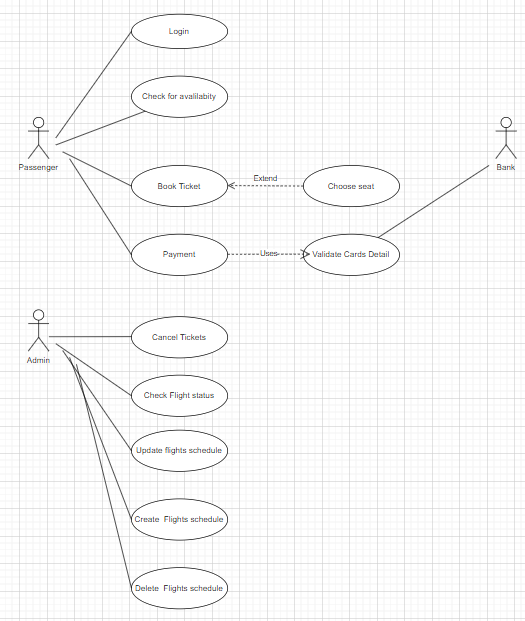 Login
Check for avaliabity
Passenger
Bank
Book Ticket
Extend
Choose seat
Payment
Uses
Validate Cards Detail
Admin
Cancel Tickets
Check Flight status
Update flights schedule
Create Flights schedule
Delete Flights schedule